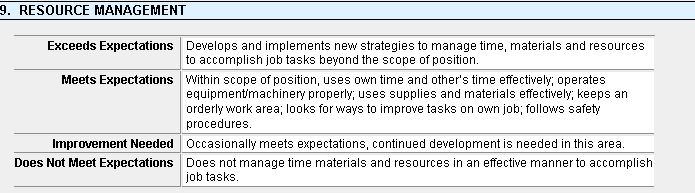 9. RESOURCE MANAGEMENT
Exceeds Expectations Develops and implements new strategies to manage time, materials and resources
to accomplish job tasks beyond the scope of position.
Meets Expectations Within scope of position, uses own time and other's time effectively; operates
equipment/machinery properly; uses supplies and materials effectively; keeps an
orderly work area; looks for ways to improve tasks on own job; follows safety
procedures.
Improvement Needed Occasionally meets expectations, continued development is needed in this area.
Does Not Meet Expectations Does not manage time materials and resources in an effective manner to accomplish
job tasks.